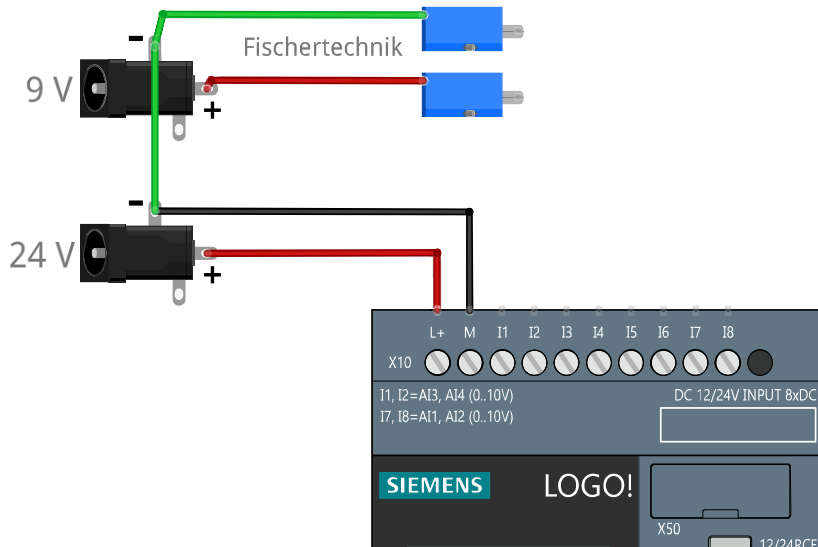 -
Fischertechnik
9 V
+
-
24 V
+
L+ M I1 I2 I3 I4 I5 I6 I7 I8
X10
I1, I2=AI3, AI4 (0..10V) DC 12/24V INPUT 8xDC
I7, I8=AI1, AI2 (0..10V)
SIEMENS LOGO!
X50
12/24RCE